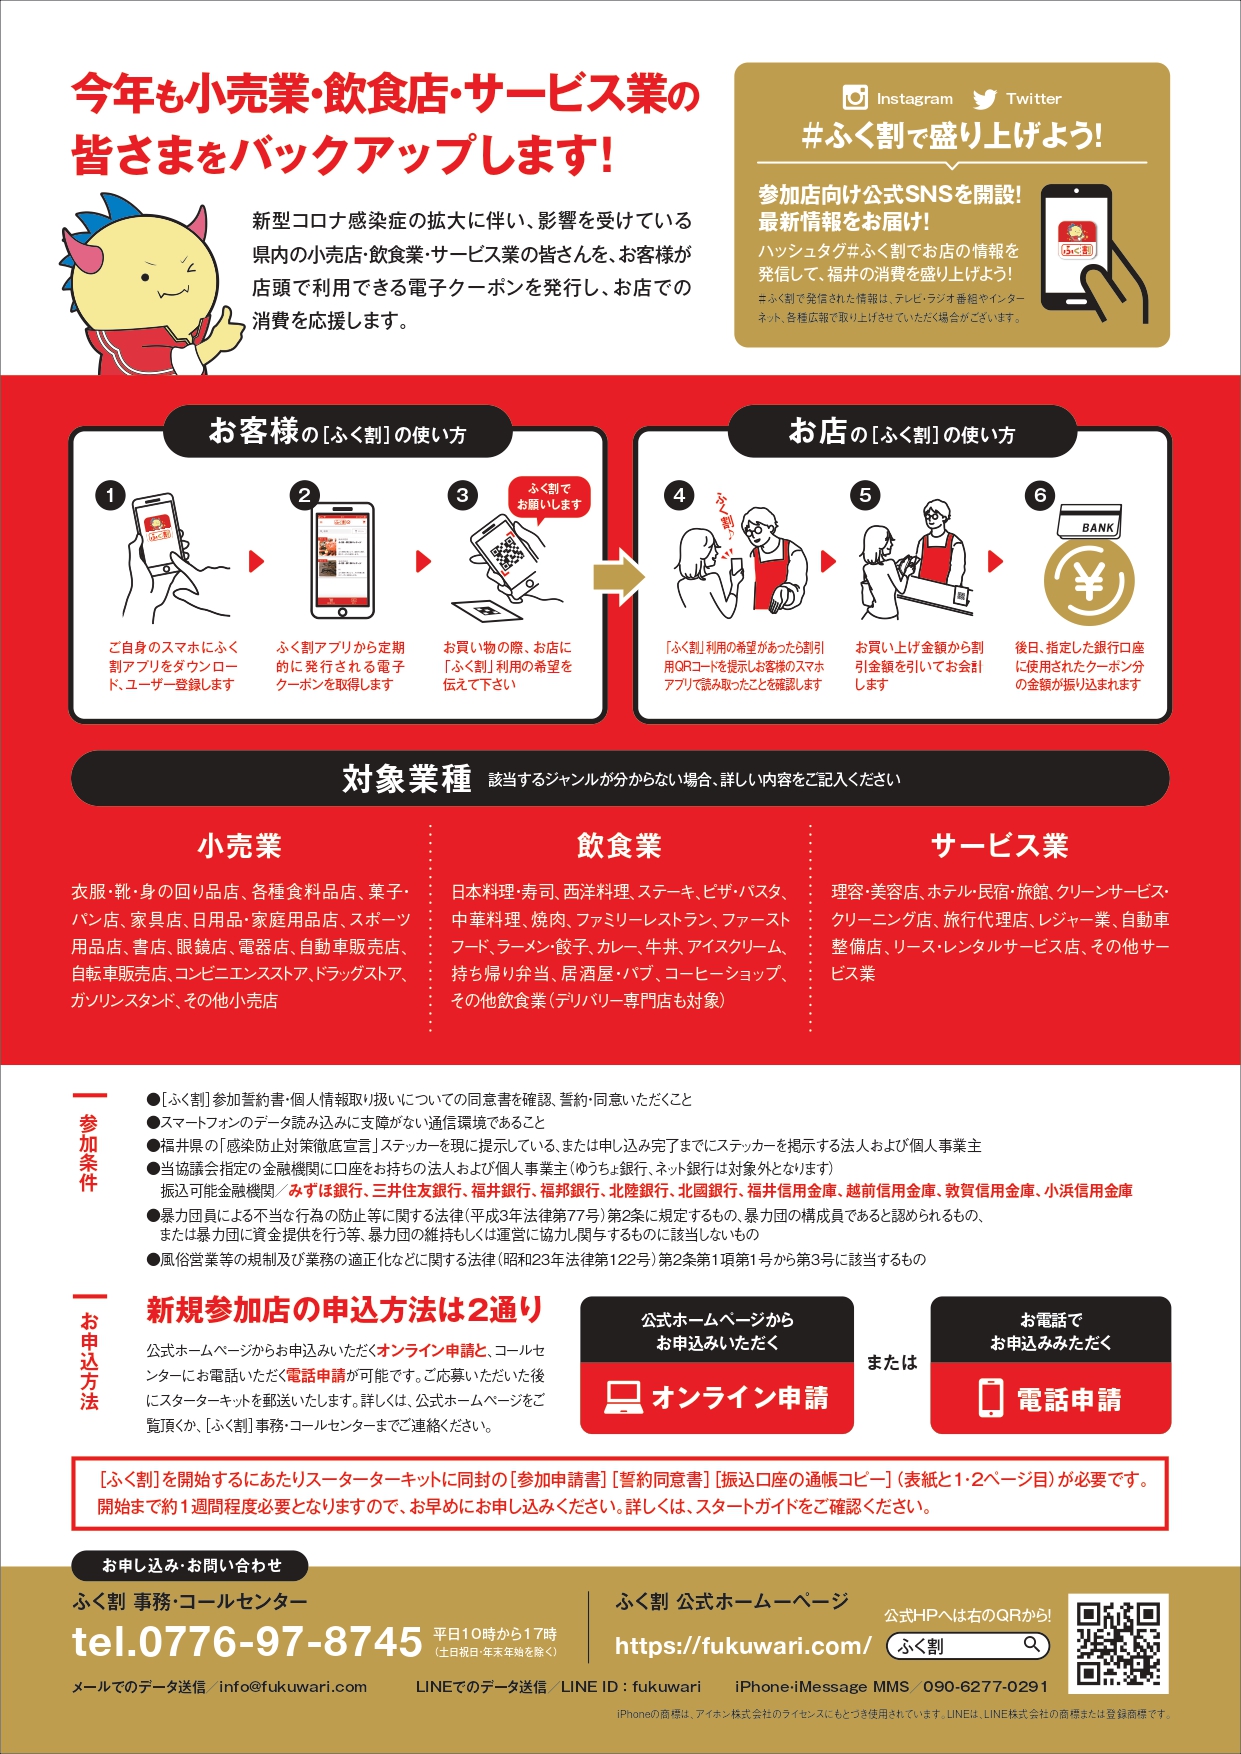 今年も小売業・飲食店・サービス業の
皆さまをバックアップします!
新型コロナ感染症の拡大に伴い、影響を受けている
県内の小売店・飲食業・サービス業の皆さんを、お客様が
店頭で利用できる電子クーポンを発行し、お店での
消費を応援します。
Instagram Twitter
#ふく割で盛り上げよう!
参加店向け公式SNSを開設!
最新情報をお届け!
ハッシュタグ#ふく割でお店の情報を
発信して、福井の消費を盛り上げよう!
#ふく割で発信された情報は、テレビ・ラジオ番組やインター
ネット、各種広報で取り上げさせていただく場合がございます。
ふく割
お客様の[ふく割]の使い方
1
ふく割
ご自身のスマホにふく
割アプリをダウンロー
ド、ユーザー登録します
2
ふく割アプリから定期
的に発行される電子
クーポンを取得します
3
ふく割で
お願いします
お買い物の際、お店に
「ふく割」利用の希望を
伝えて下さい
お店の[ふく割]の使い方
4
ふく割♪
「ふく割」利用の希望があったら割引
用QRコードを提示しお客様のスマホ
アプリで読み取ったことを確認します
5
お買い上げ金額から割
引金額を引いてお会計
します
6
BANK
¥
後日、指定した銀行口座
に使用されたクーポン分
の金額が振り込まれます
対象業種 該当するジャンルが分からない場合、詳しい内容をご記入ください
小売業
衣服・靴・身の回り品店、各種食料品店、菓子・
パン店、家具店、日用品・家庭用品店、スポーツ
用品店、書店、眼鏡店、電器店、自動車販売店、
自転車販売店、コンビニエンスストア、ドラッグストア、
ガソリンスタンド、その他小売店
飲食業
日本料理・寿司、西洋料理、ステーキ、ピザ・パスタ、
中華料理、焼肉、ファミリーレストラン、ファースト
フード、ラーメン・餃子、カレー、牛丼、アイスクリーム、
持ち帰り弁当、居酒屋・パブ、コーヒーショップ、
その他飲食業(デリバリー専門店も対象)
サービス業
理容・美容店、ホテル・民宿・旅館、クリーンサービス・
クリーニング店、旅行代理店、レジャー業、自動車
整備店、リース・レンタルサービス店、その他サー
ビス業
参加条件
●[ふく割]参加誓約書・個人情報取り扱いについての同意書を確認、誓約・同意いただくこと
●スマートフォンのデータ読み込みに支障がない通信環境であること
●福井県の「感染防止対策徹底宣言」ステッカーを現に提示している、または申し込み完了までにステッカーを掲示する法人および個人事業主
●当協議会指定の金融機関に口座をお持ちの法人および個人事業主(ゆうちょ銀行、ネット銀行は対象外となります)
振込可能金融機関/みずほ銀行、三井住友銀行、福井銀行、福邦銀行、北陸銀行、北國銀行、福井信用金庫、越前信用金庫、敦賀信用金庫、小浜信用金庫
●暴力団員による不当な行為の防止等に関する法律(平成3年法律第77号)第2条に規定するもの、暴力団の構成員であると認められるもの、
または暴力団に資金提供を行う等、暴力団の維持もしくは運営に協力し関与するものに該当しないもの
●風俗営業等の規制及び業務の適正化などに関する法律(昭和23年法律第122号)第2条第1項第1号から第3号に該当するもの
お申込方法
新規参加店の申込方法は2通り
公式ホームページからお申込みいただくオンライン申請と、コールセ
ンターにお電話いただく電話申請が可能です。ご応募いただいた後
にスターターキットを郵送いたします。詳しくは、公式ホームページをご
覧頂くか、[ふく割]事務・コールセンターまでご連絡ください。
公式ホームページから
お申込みいただく
オンライン申請
または
お電話で
お申込みみただく
電話申請
[ふく割]を開始するにあたりスーターターキットに同封の[参加申請書][誓約同意書][振込口座の通帳コピー](表紙と1・2ページ目)が必要です。
開始まで約1週間程度必要となりますので、お早めにお申し込みください。詳しくは、スタートガイドをご確認ください。
お申し込み・お問い合わせ
ふく割 事務・コールセンター
tel.0776-97-8745 平日10時から17時
(土日祝日・年末年始を除く)
ふく割 公式ホームーページ
https://fukuwari.com/
公式HPへは右のQRから!
ふく割
メールでのデータ送信/info@fukuwari.com LINEでのデータ送信/LINE ID：fukuwari iPhone・iMessage MMS/090-6277-0291
iPhoneの商標は、アイホン株式会社のライセンスにもとづき使用されています。LINEは、LINE株式会社の商標または登録商標です。